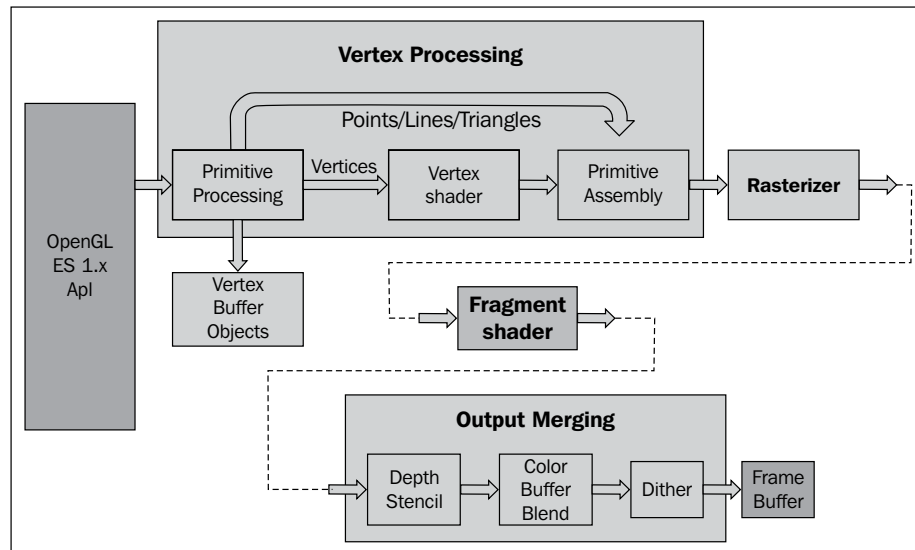 Vertex Processing
Points/Lines/Triangles
OpenGL
ES 1.x
ApI
Primitive
Processing
Vertices
Vertex
shader
Primitive
Assembly
Rasterizer
Vertex
Buffer
Objects
Fragment
shader
Output Merging
Depth
Stencil
Color
Buffer
Blend
Dither
Frame
Buffer